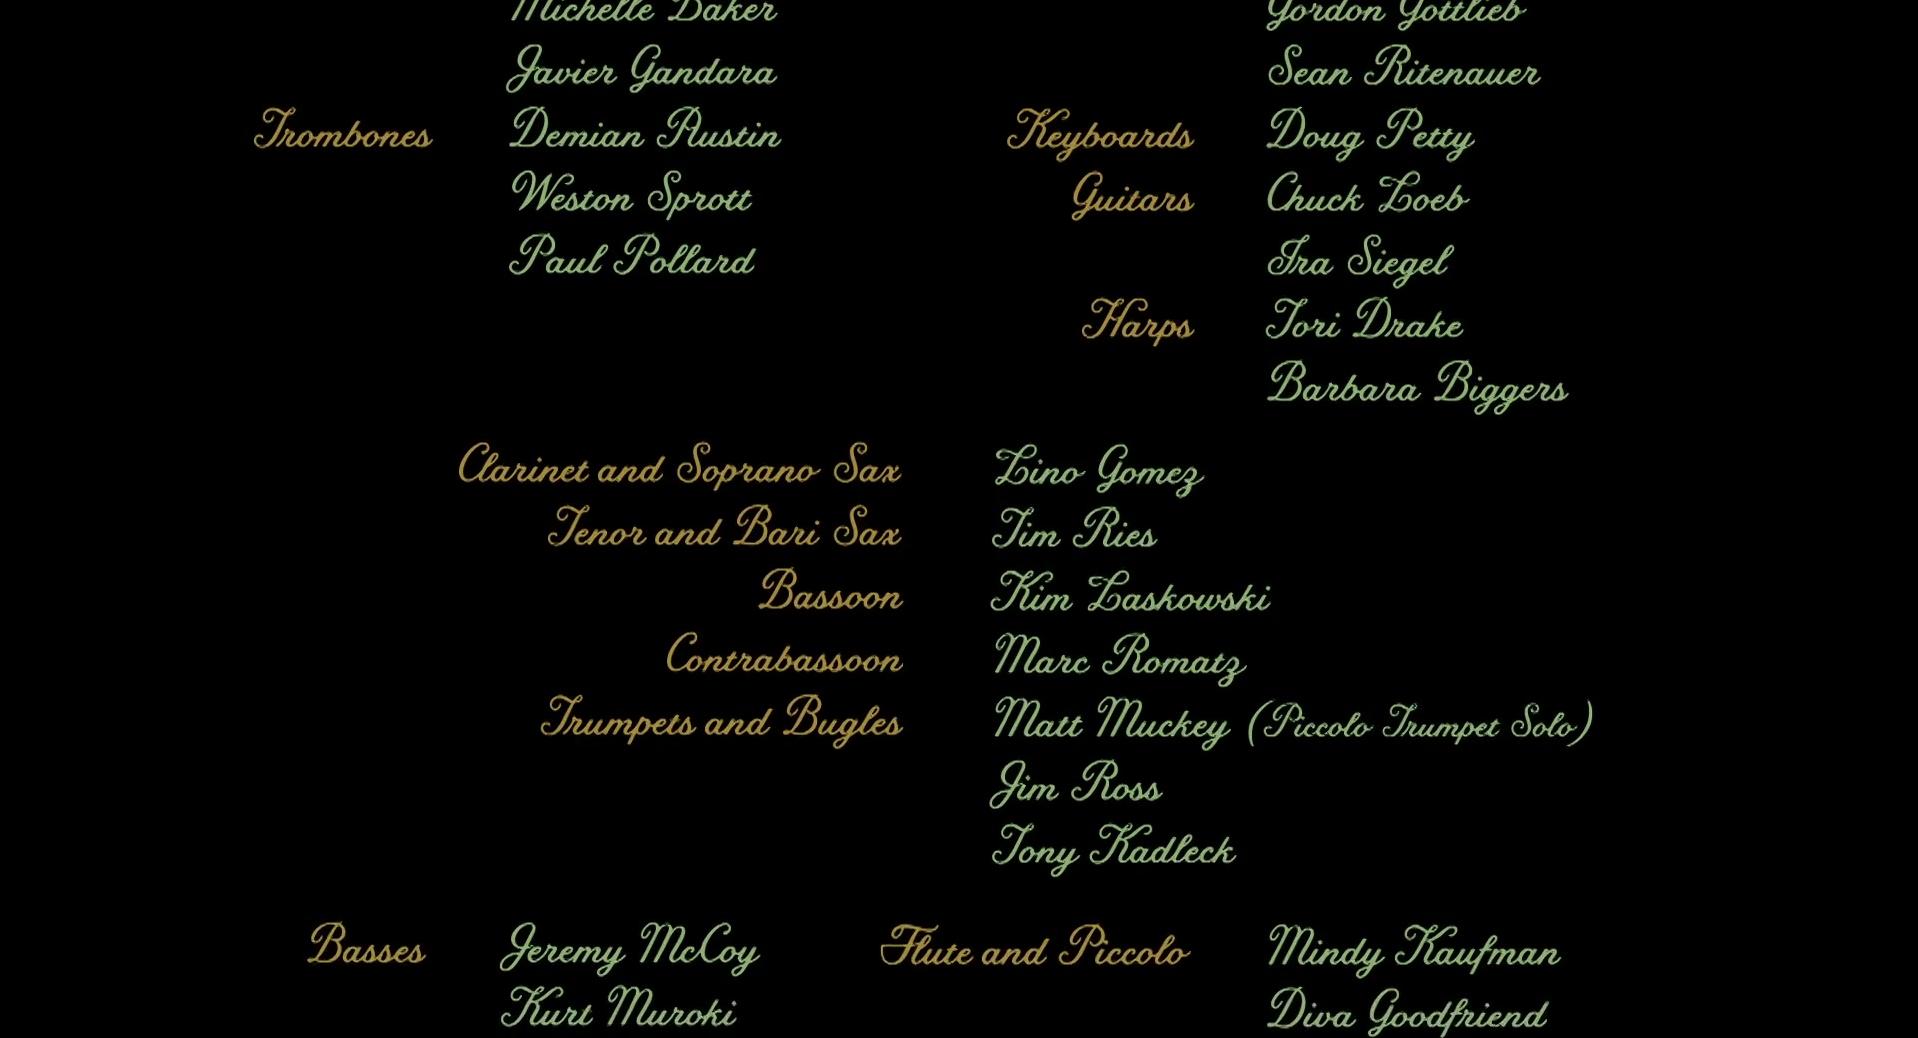 Michelle Baker Gordon Gottlieb
Javier Gandara Sean Ritenauer
Trombones Demian Austin Keyboards Doug Petty
Weston Sprott Guitars Chuck Loeb
Paul Pollard Ira Siegel
Harps Tori Drake
Barbara Biggers
Clarinet and Soprano Sax Lino Gomez
Tenor and Bari Sax Tim Ries
Bassoon Kim Laskowski
Contrabassoon Marc Romatz
Trumpets and Bugles Matt Muckey (Piccolo Trumpet Solo)
Jim Ross
Tony Kadleck
Basses Jeremy McCoy Flute and Piccolo Mindy Kaufman
Kurt Muroki Diva Goodfriend